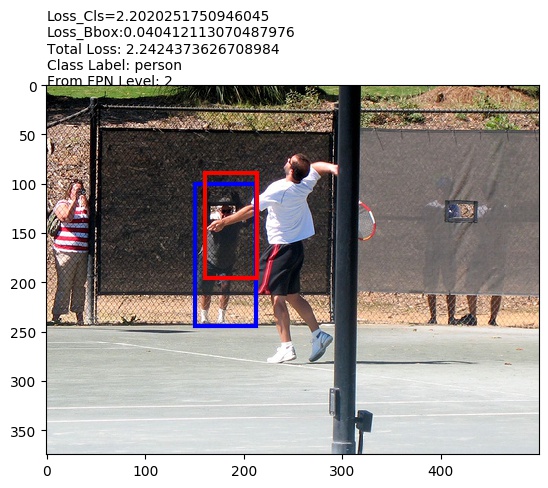 Loss_Cls=2.2020251750946045
Loss_Bbox:0.040412113070487976
Total Loss: 2.2424373626708984
Class Label: person
From FPN Level: 2
0
50
100
150
200
250
300
350
0
100
200
300
400